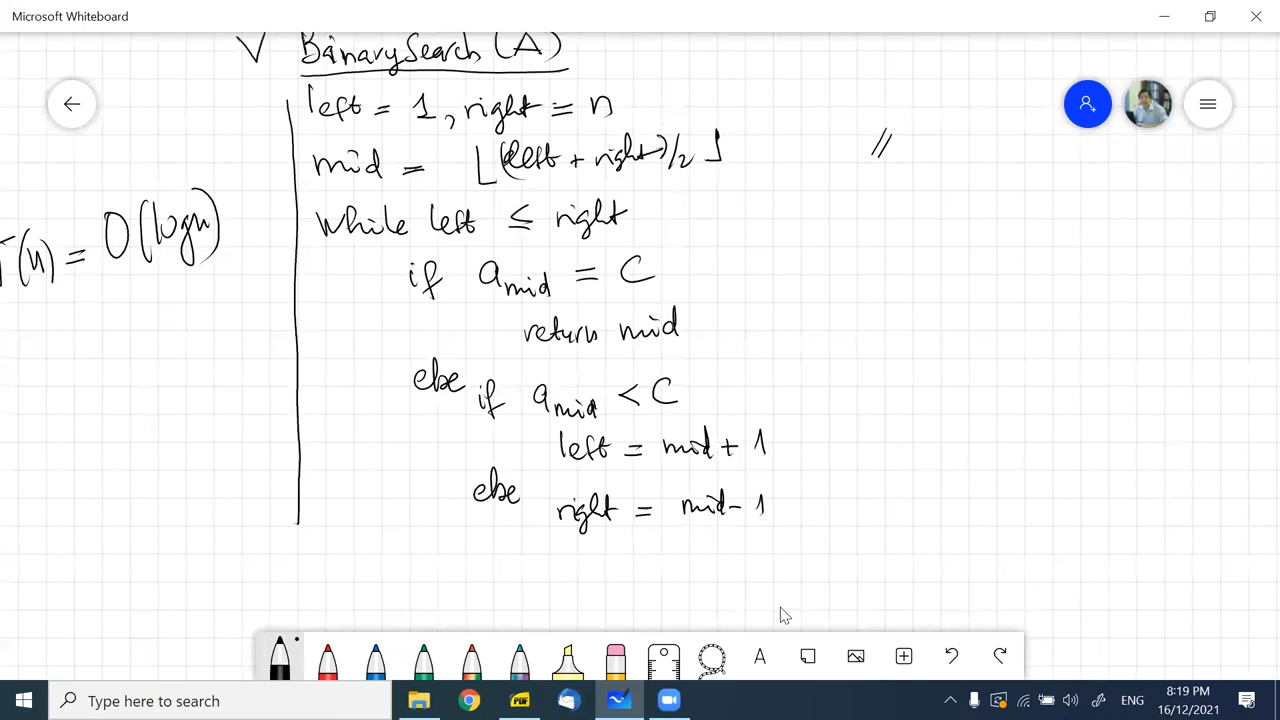 Microsoft Whiteboard
V BinarySearch (A)
left = 1, right = n
mid = ⌊(left + right)/2⌋ //
T(n) = O(logn)
While left ≤ right
if a_mid = C
return mid
else if a_mid < C
left = mid + 1
else right = mid - 1
A
Type here to search
PDF
ENG
8:19 PM
16/12/2021